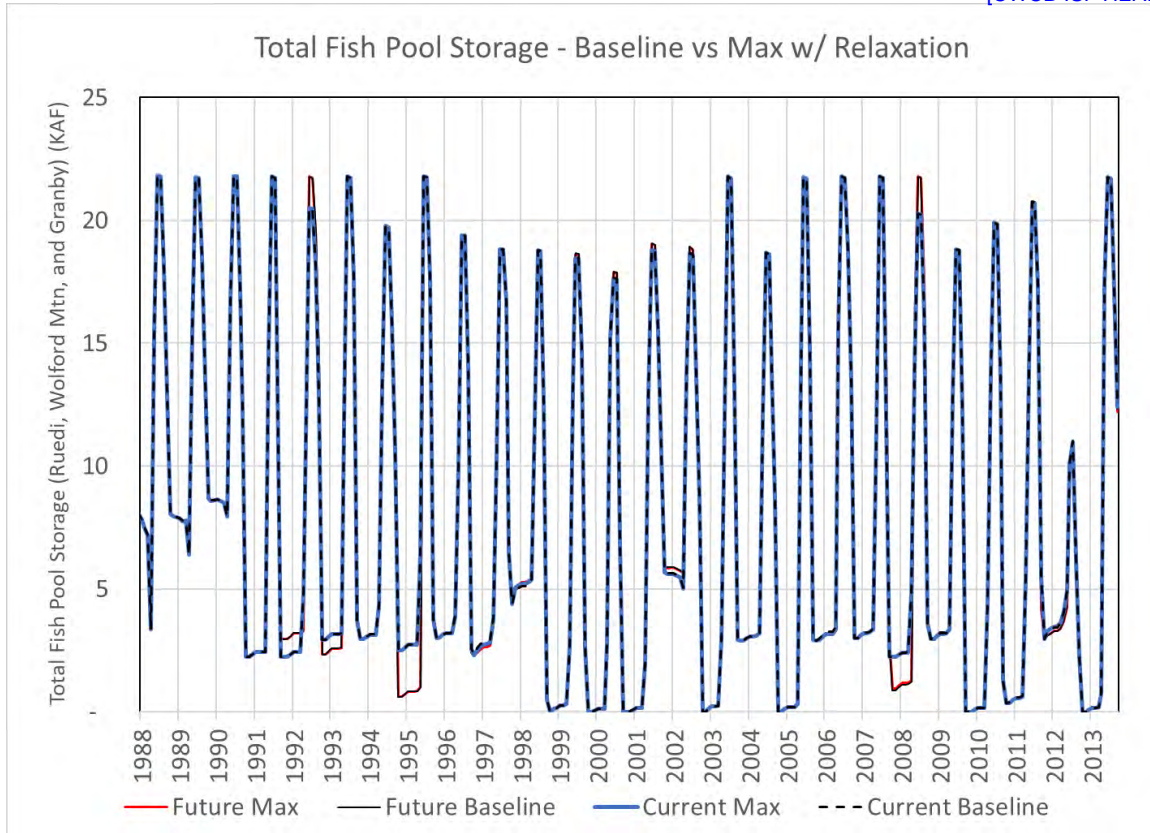 Total Fish Pool Storage - Baseline vs Max w/ Relaxation
Total Fish Pool Storage (Ruedi, Wolford Mtn, and Granby) (KAF)
25
20
15
10
5
-
1988 1989 1990 1991 1992 1993 1994 1995 1996 1997 1998 1999 2000 2001 2002 2003 2004 2005 2006 2007 2008 2009 2010 2011 2012 2013
Future Max Future Baseline Current Max Current Baseline